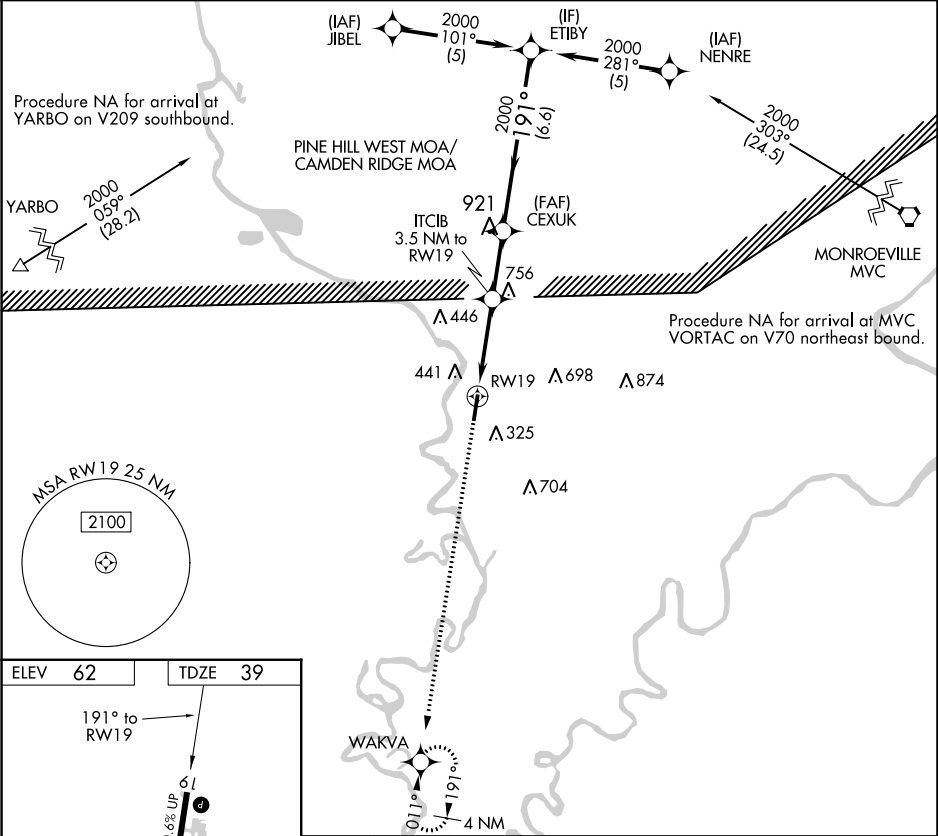 (IAF)
JIBEL
2000
101°
(5)
(IF)
ETIBY
2000
281°
(5)
(IAF)
NENRE
Procedure NA for arrival at
YARBO on V209 southbound.
2000
191°
(6.6)
2000
303°
(24.5)
PINE HILL WEST MOA/
CAMDEN RIDGE MOA
YARBO
2000
059°
(28.2)
921
(FAF)
CEXUK
ITCIB
3.5 NM to
RW19
MONROEVILLE
MVC
756
446
Procedure NA for arrival at MVC
VORTAC on V70 northeast bound.
441
RW19
698
874
325
704
MSA RW19 25 NM
2100
ELEV 62
TDZE 39
191° to
RW19
19
P
.6% UP
WAKVA
011°
191°
4 NM